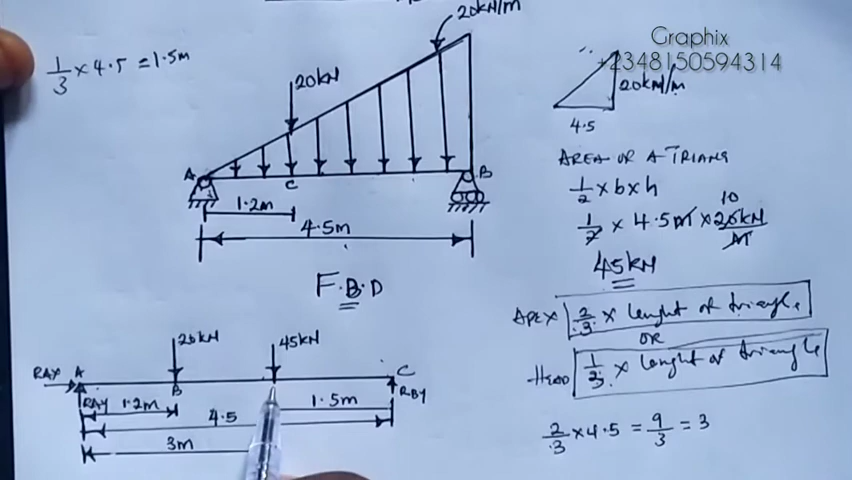 20kN/m
Graphix
+2348150594314
1/3 × 4.5 = 1.5m
20kN
20kN/m
4.5
A
C
B
1.2m
4.5m
AREA OF A TRIANG
1/2 × b × h
10
1/2 × 4.5m × 20kN/m
45kN
F.B.D
APEX 2/3 × lenght of triangle
OR
HEAD 1/3 × lenght of triangle
20kN
45kN
RAX
A
B
C
RAY
RBY
1.2m
1.5m
4.5
3m
2/3 × 4.5 = 9/3 = 3